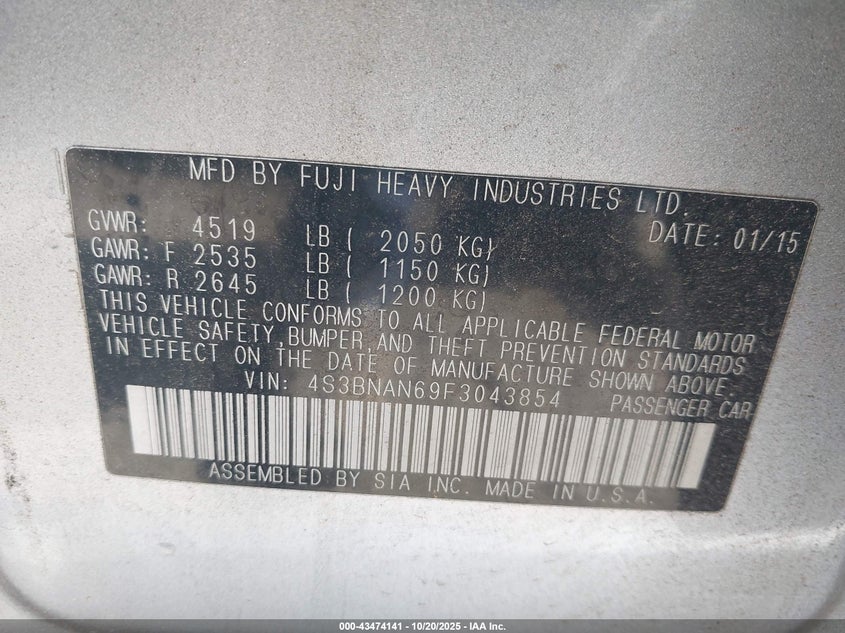 MFD BY FUJI HEAVY INDUSTRIES LTD.
GVWR: 4519 LB ( 2050 KG) DATE: 01/15
GAWR: F 2535 LB ( 1150 KG)
GAWR: R 2645 LB ( 1200 KG)
THIS VEHICLE CONFORMS TO ALL APPLICABLE FEDERAL MOTOR
VEHICLE SAFETY, BUMPER, AND THEFT PREVENTION STANDARDS
IN EFFECT ON THE DATE OF MANUFACTURE SHOWN ABOVE.
VIN: 4S3BNAN69F3043854 PASSENGER CAR
ASSEMBLED BY SIA INC. MADE IN U.S.A.
000-43474141 | 10/20/2025 - IAA Inc.